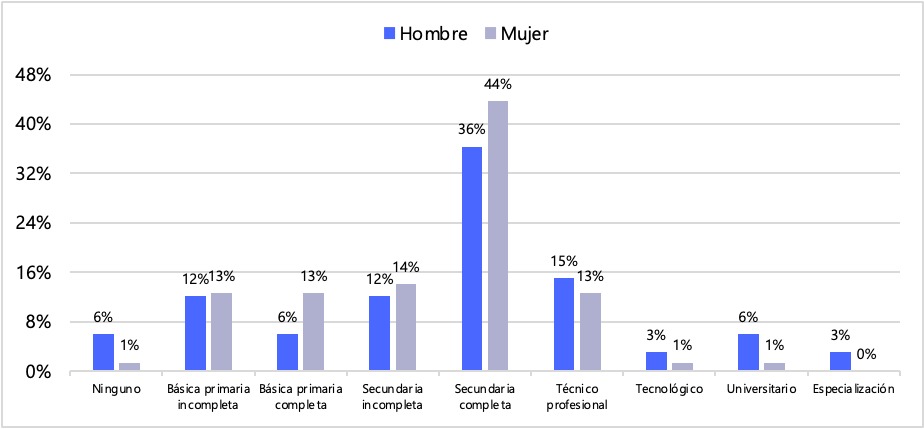 Hombre Mujer
48%
40%
32%
24%
16%
8%
0%
6% 1% 12% 13% 6% 13% 12% 14% 36% 44% 15% 13% 3% 1% 6% 1% 3% 0%
Ninguno
Básica primaria
incompleta
Básica primaria
completa
Secundaria
incompleta
Secundaria
completa
Técnico
profesional
Tecnológico
Universitario
Especialización